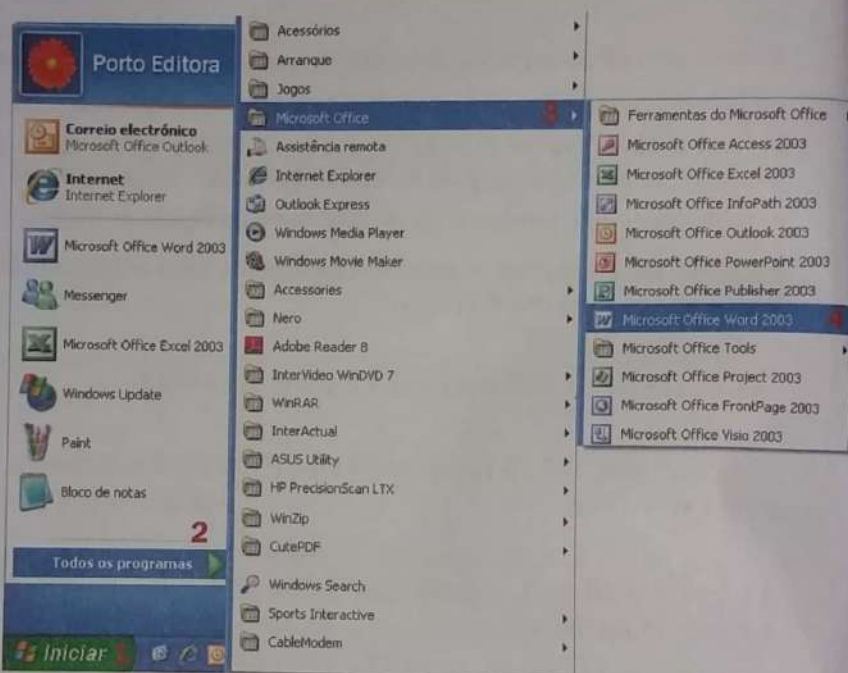 Porto Editora
Correio electrónico
Microsoft Office Outlook
Internet
Internet Explorer
Microsoft Office Word 2003
Messenger
Microsoft Office Excel 2003
Windows Update
Paint
Bloco de notas
2
Todos os programas
Iniciar 1
Acessórios
Arranque
Jogos
Microsoft Office 3
Assistência remota
Internet Explorer
Outlook Express
Windows Media Player
Windows Movie Maker
Accessories
Nero
Adobe Reader 8
InterVideo WinDVD 7
WinRAR
InterActual
ASUS Utility
HP PrecisionScan LTX
WinZip
CutePDF
Windows Search
Sports Interactive
CableModem
Ferramentas do Microsoft Office
Microsoft Office Access 2003
Microsoft Office Excel 2003
Microsoft Office InfoPath 2003
Microsoft Office Outlook 2003
Microsoft Office PowerPoint 2003
Microsoft Office Publisher 2003
Microsoft Office Word 2003 4
Microsoft Office Tools
Microsoft Office Project 2003
Microsoft Office FrontPage 2003
Microsoft Office Visio 2003